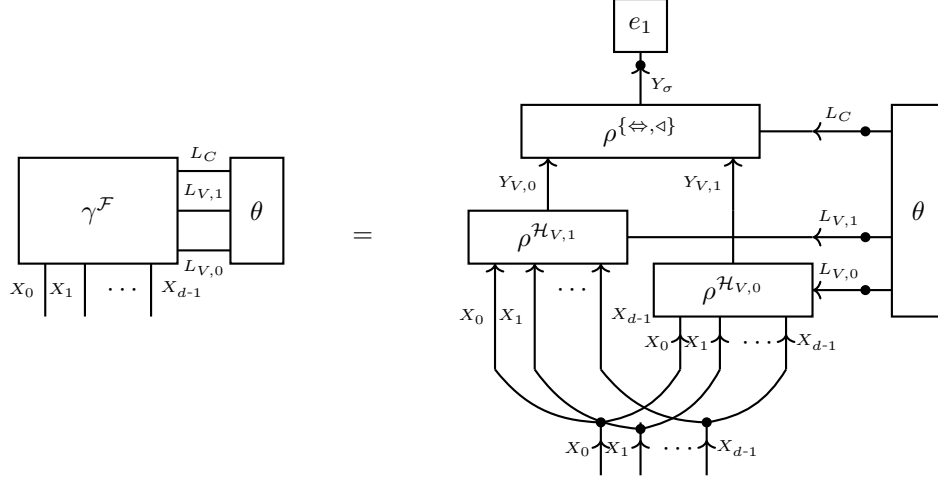 e_1
Y_σ
ρ^{⇔,◁}
L_C
L_C
Y_{V,0}
Y_{V,1}
γ^ℱ
L_{V,1}
θ
θ
L_{V,1}
=
ρ^{ℋ_{V,1}}
L_{V,0}
L_{V,0}
X_0
X_1
⋯
X_{d-1}
ρ^{ℋ_{V,0}}
⋯
X_0
X_1
X_{d-1}
X_0
X_1
⋯
X_{d-1}
X_0
X_1
⋯
X_{d-1}